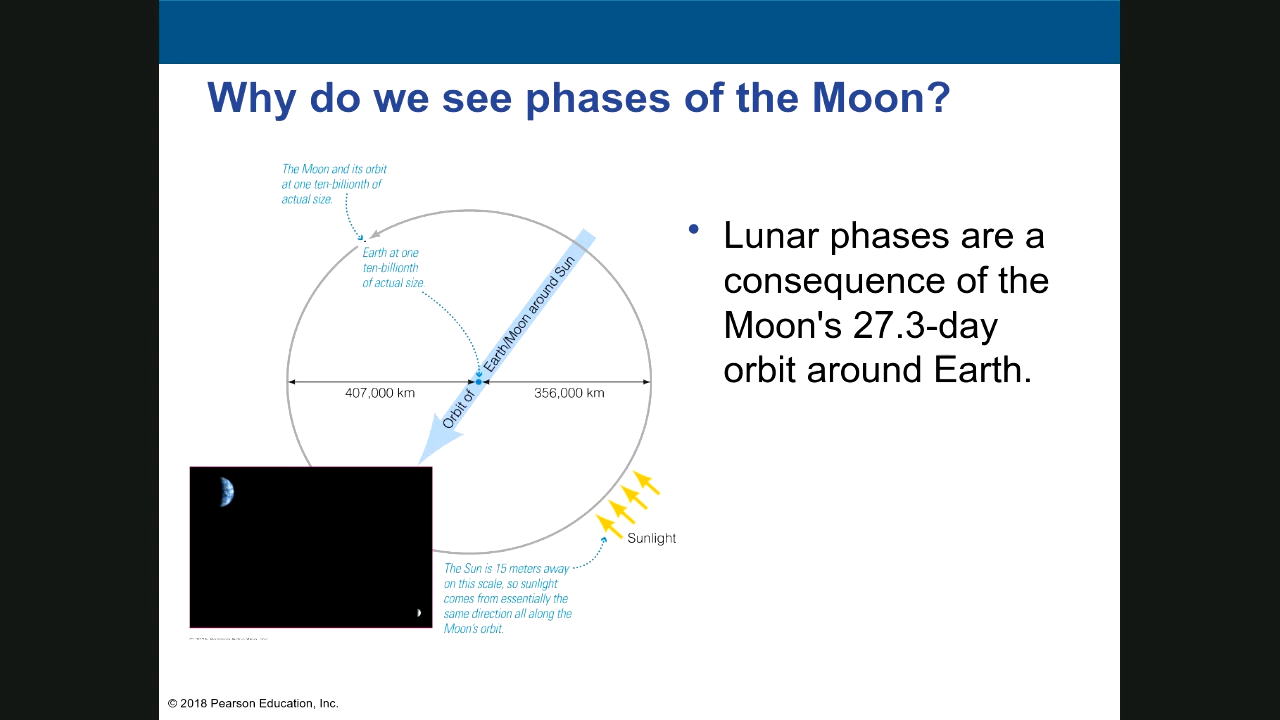 Why do we see phases of the Moon?
The Moon and its orbit
at one ten-billionth of
actual size.
Earth at one
ten-billionth
of actual size
Orbit of Earth/Moon around Sun
407,000 km
356,000 km
Sunlight
The Sun is 15 meters away
on this scale, so sunlight
comes from essentially the
same direction all along the
Moon's orbit.
• Lunar phases are a
consequence of the
Moon's 27.3-day
orbit around Earth.
© 2018 Pearson Education, Inc.